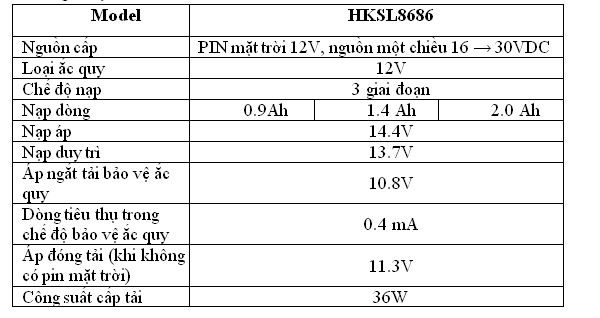 Model HKSL8686
Nguồn cấp PIN mặt trời 12V, nguồn một chiều 16 → 30VDC
Loại ắc quy 12V
Chế độ nạp 3 giai đoạn
Nạp dòng 0.9Ah 1.4 Ah 2.0 Ah
Nạp áp 14.4V
Nạp duy trì 13.7V
Áp ngắt tải bảo vệ ắc
quy
10.8V
Dòng tiêu thụ trong
chế độ bảo vệ ắc quy
0.4 mA
Áp đóng tải (khi không
có pin mặt trời)
11.3V
Công suất cấp tải 36W